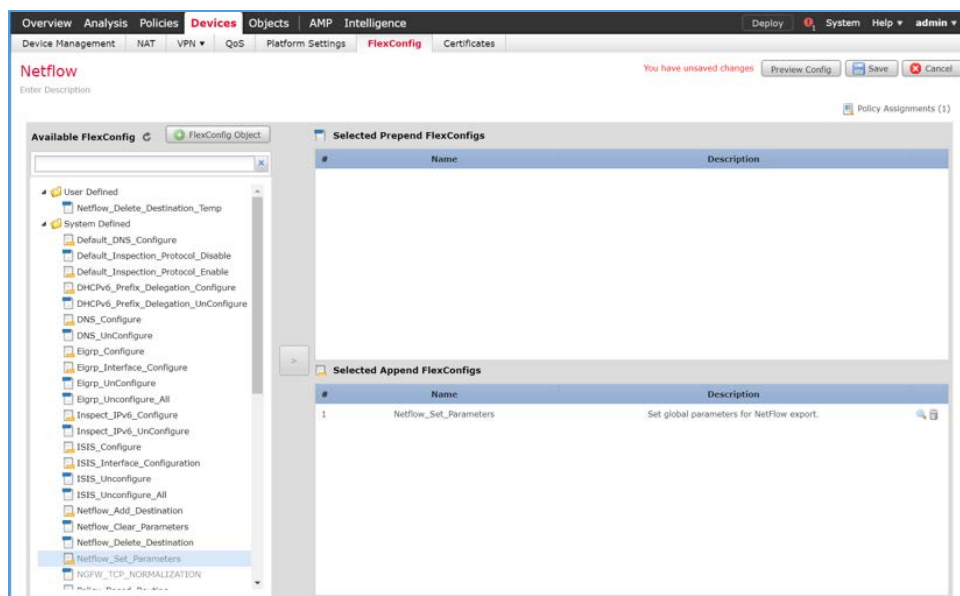 Overview Analysis Policies Devices Objects AMP Intelligence Deploy 1 System Help admin
Device Management NAT VPN QoS Platform Settings FlexConfig Certificates
Netflow
You have unsaved changes Preview Config Save Cancel
Enter Description
Policy Assignments (1)
Available FlexConfig FlexConfig Object
User Defined
Netflow_Delete_Destination_Temp
System Defined
Default_DNS_Configure
Default_Inspection_Protocol_Disable
Default_Inspection_Protocol_Enable
DHCPv6_Prefix_Delegation_Configure
DHCPv6_Prefix_Delegation_UnConfigure
DNS_Configure
DNS_UnConfigure
Eigrp_Configure
Eigrp_Interface_Configure
Eigrp_UnConfigure
Eigrp_Unconfigure_All
Inspect_IPv6_Configure
Inspect_IPv6_UnConfigure
ISIS_Configure
ISIS_Interface_Configuration
ISIS_Unconfigure
ISIS_Unconfigure_All
Netflow_Add_Destination
Netflow_Clear_Parameters
Netflow_Delete_Destination
Netflow_Set_Parameters
NGFW_TCP_NORMALIZATION
>
Selected Prepend FlexConfigs
# Name Description
Selected Append FlexConfigs
# Name Description
1 Netflow_Set_Parameters Set global parameters for NetFlow export.